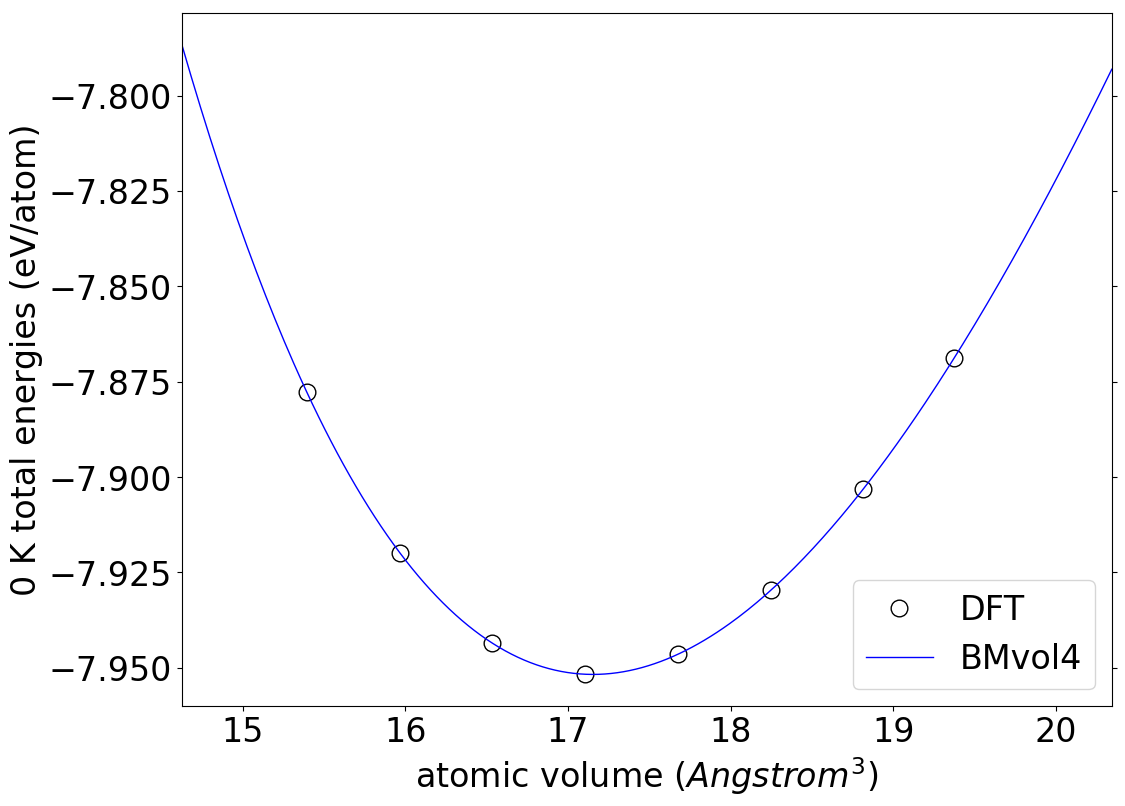 0 K total energies (eV/atom)
−7.800
−7.825
−7.850
−7.875
−7.900
−7.925
−7.950
DFT
BMvol4
15 16 17 18 19 20
atomic volume (Angstrom³)